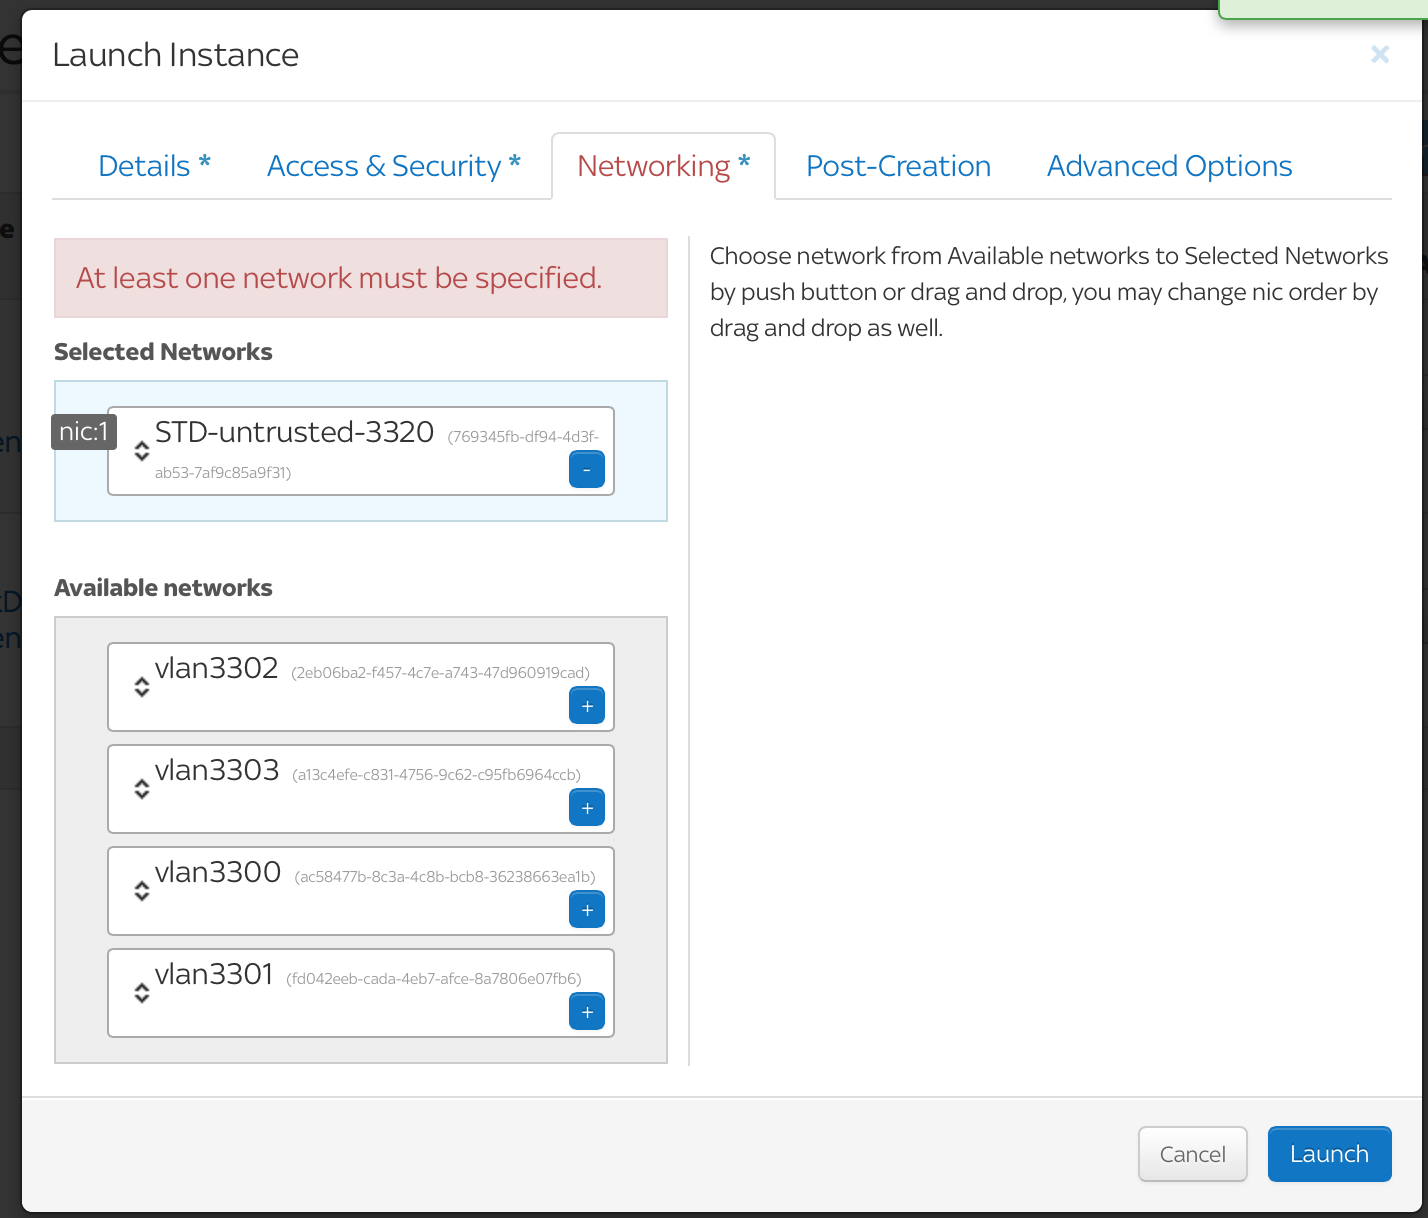 Launch Instance
×
Details *
Access & Security *
Networking *
Post-Creation
Advanced Options
At least one network must be specified.
Selected Networks
nic:1
STD-untrusted-3320 (769345fb-df94-4d3f-
ab53-7af9c85a9f31)
-
Available networks
vlan3302 (2eb06ba2-f457-4c7e-a743-47d960919cad)
+
vlan3303 (a13c4efe-c831-4756-9c62-c95fb6964ccb)
+
vlan3300 (ac58477b-8c3a-4c8b-bcb8-36238663ea1b)
+
vlan3301 (fd042eeb-cada-4eb7-afce-8a7806e07fb6)
+
Choose network from Available networks to Selected Networks
by push button or drag and drop, you may change nic order by
drag and drop as well.
Cancel
Launch